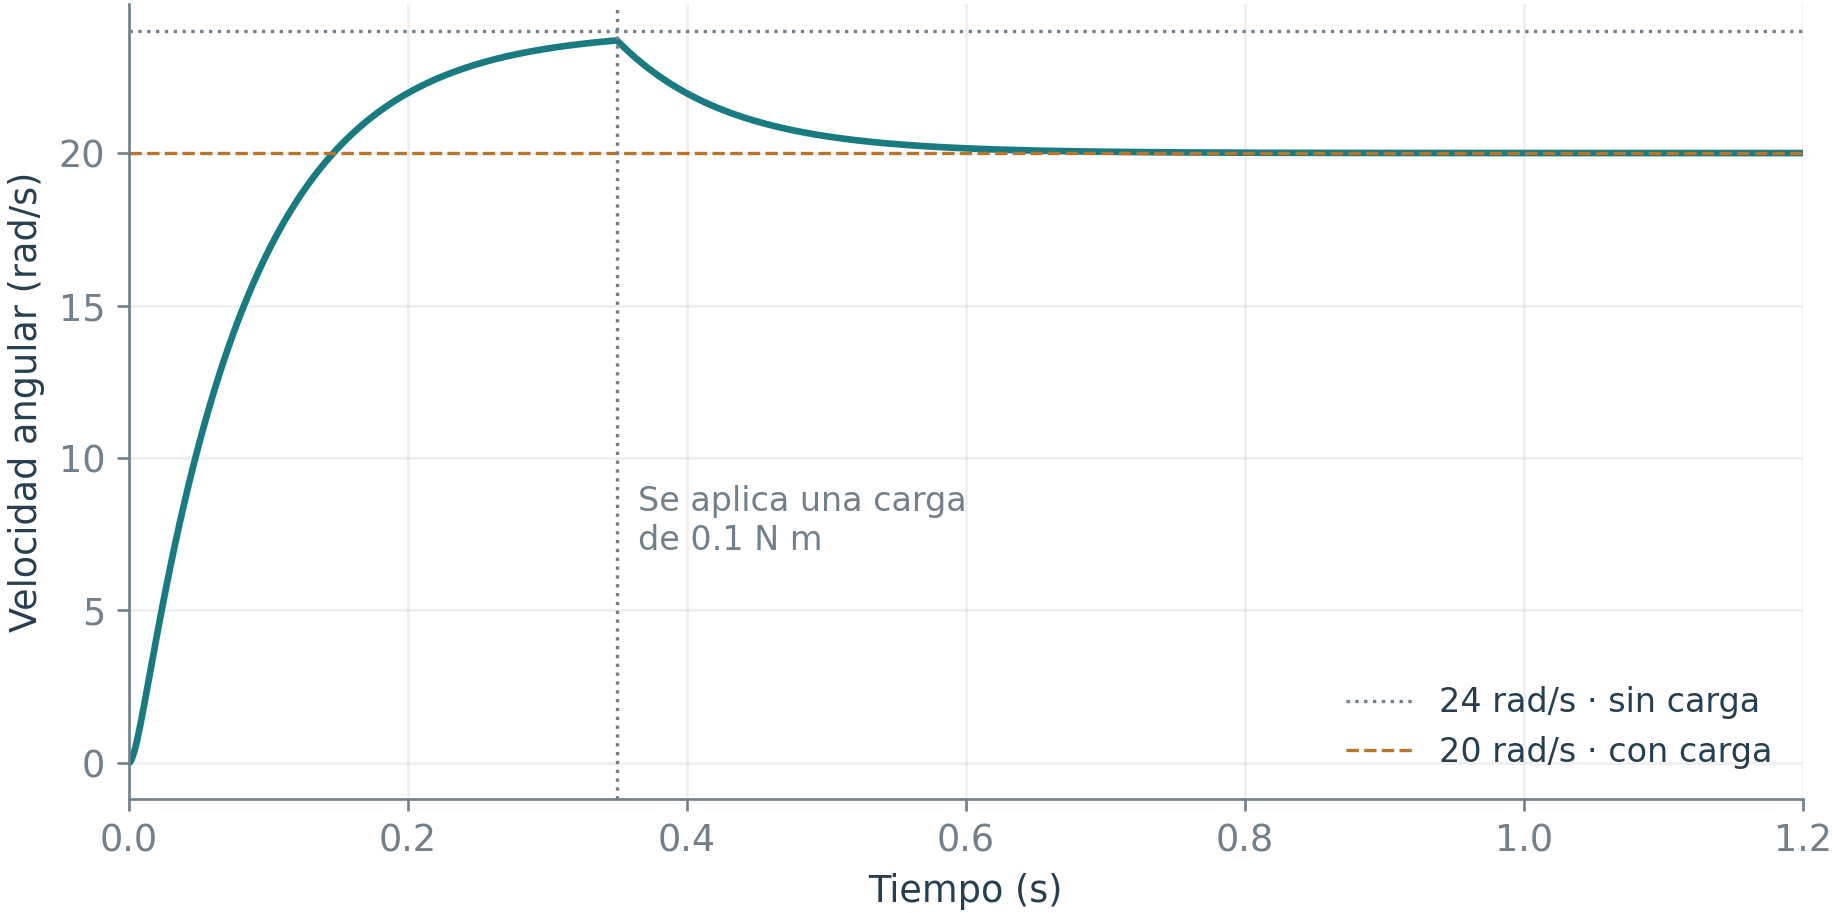 20
15
10
5
0
Velocidad angular (rad/s)
Se aplica una carga
de 0.1 N m
24 rad/s · sin carga
20 rad/s · con carga
0.0 0.2 0.4 0.6 0.8 1.0 1.2
Tiempo (s)